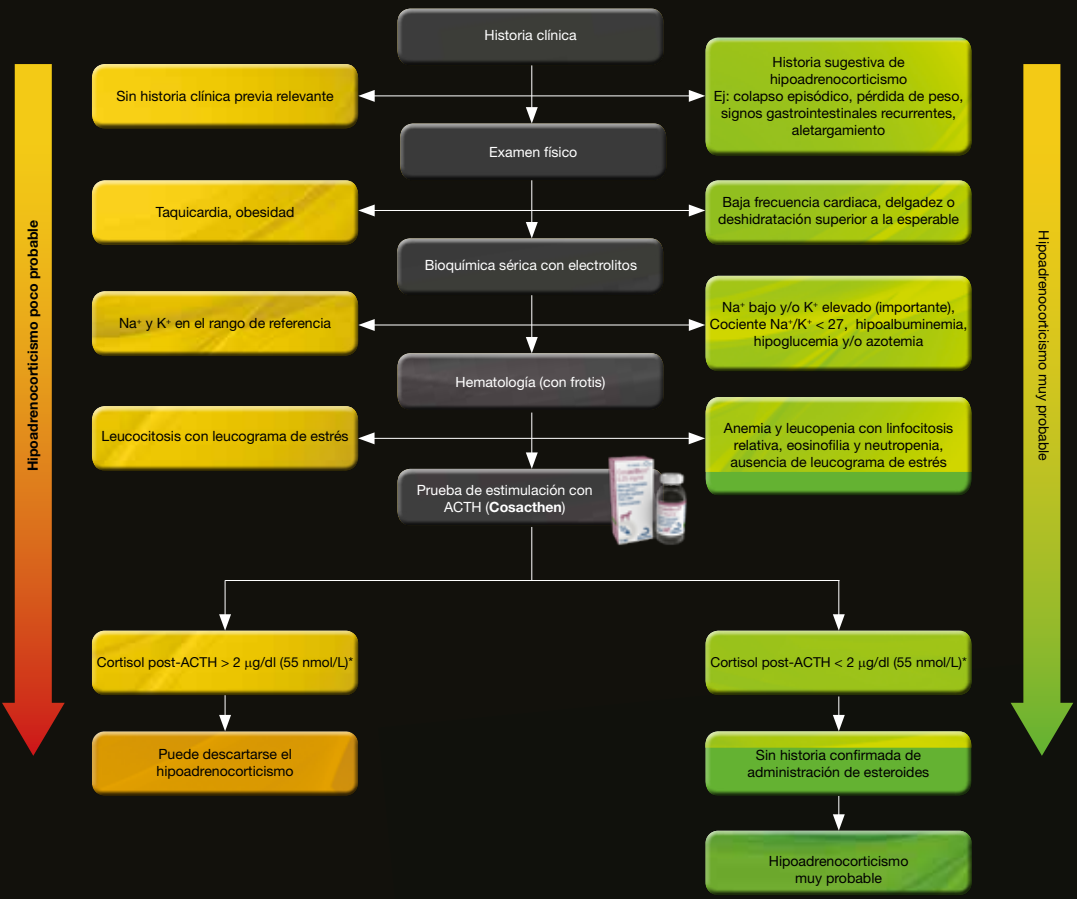 Historia clínica
Sin historia clínica previa relevante
Historia sugestiva de
hipoadrenocorticismo
Ej: colapso episódico, pérdida de peso,
signos gastrointestinales recurrentes,
aletargamiento
Examen físico
Taquicardia, obesidad
Baja frecuencia cardiaca, delgadez o
deshidratación superior a la esperable
Bioquímica sérica con electrolitos
Na⁺ y K⁺ en el rango de referencia
Na⁺ bajo y/o K⁺ elevado (importante),
Cociente Na⁺/K⁺ < 27, hipoalbuminemia,
hipoglucemia y/o azotemia
Hematología (con frotis)
Leucocitosis con leucograma de estrés
Anemia y leucopenia con linfocitosis
relativa, eosinofilia y neutropenia,
ausencia de leucograma de estrés
Prueba de estimulación con
ACTH (Cosacthen)
Cortisol post-ACTH > 2 µg/dl (55 nmol/L)*
Cortisol post-ACTH < 2 µg/dl (55 nmol/L)*
Puede descartarse el
hipoadrenocorticismo
Sin historia confirmada de
administración de esteroides
Hipoadrenocorticismo
muy probable
Hipoadrenocorticismo poco probable
Hipoadrenocorticismo muy probable